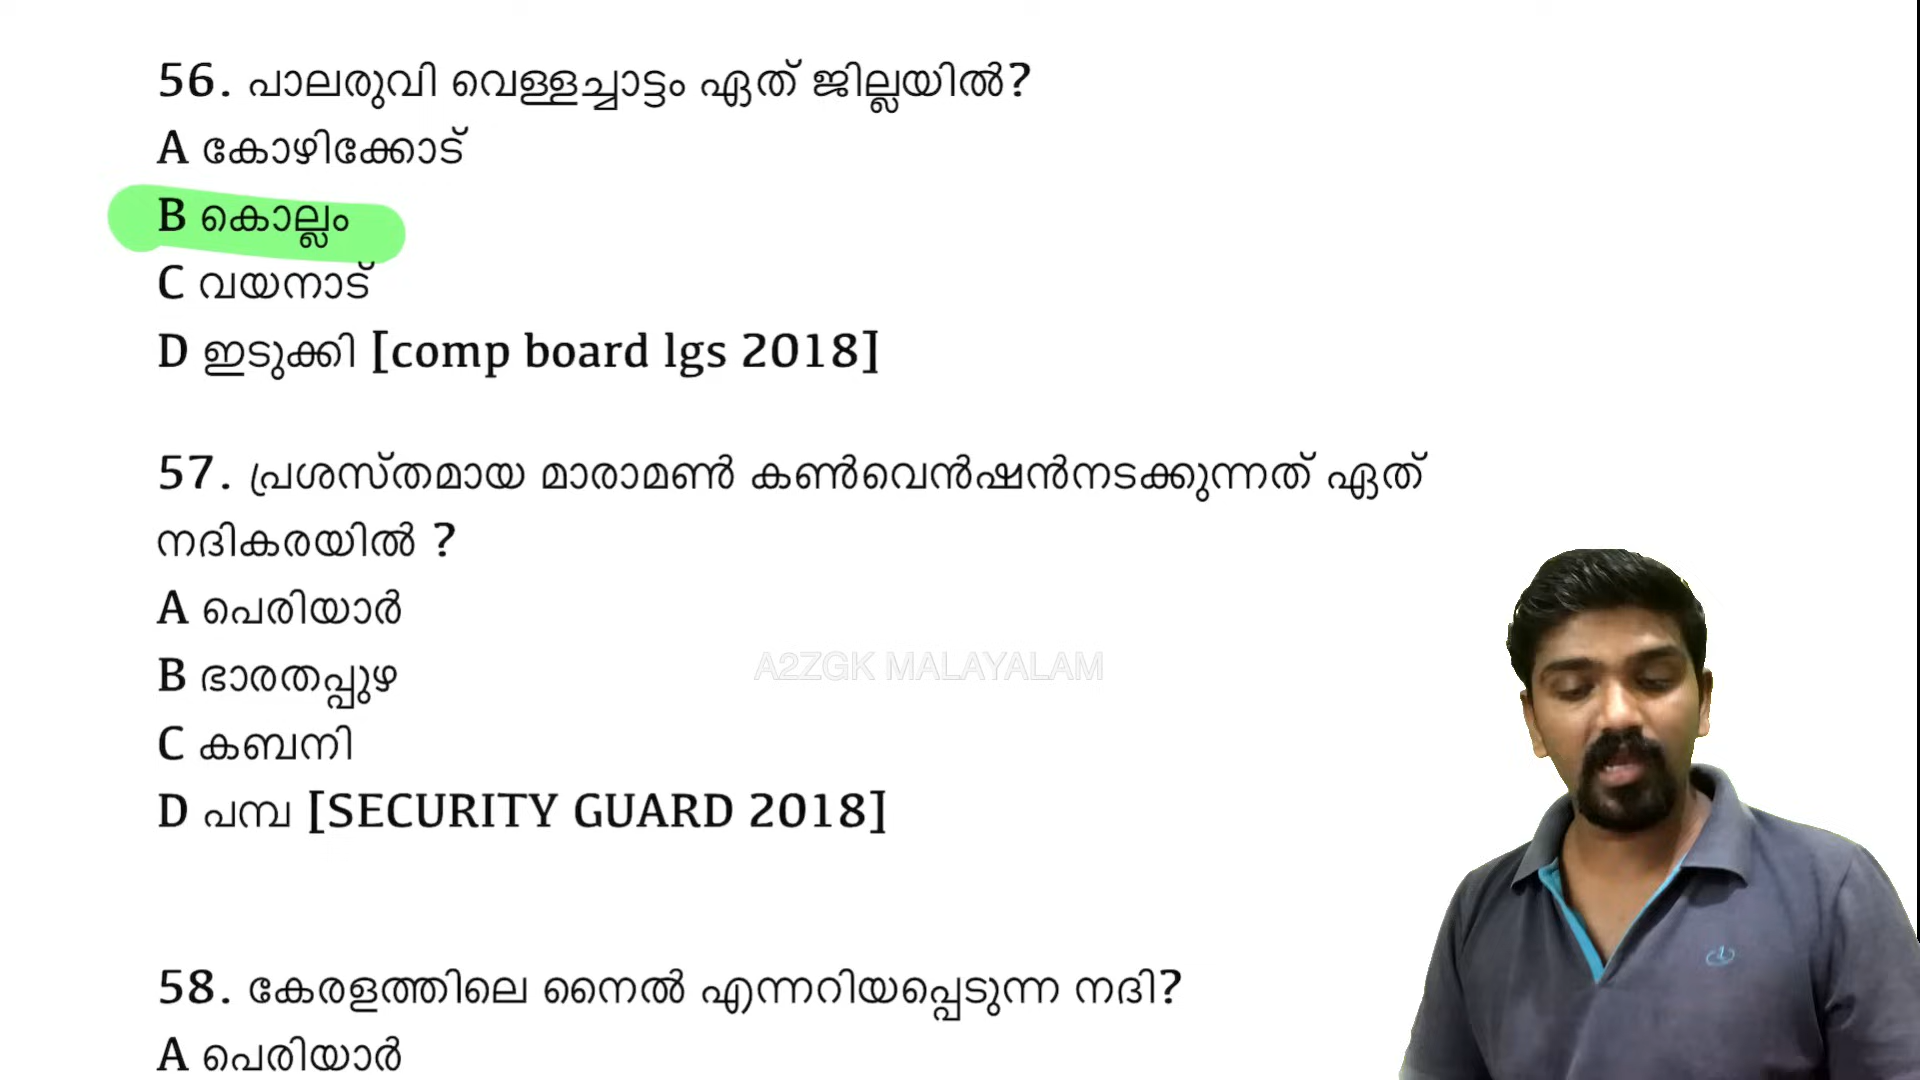 56. പാലരുവി വെള്ളച്ചാട്ടം ഏത് ജില്ലയിൽ?
A കോഴിക്കോട്
B കൊല്ലം
C വയനാട്
D ഇടുക്കി [comp board lgs 2018]
57. പ്രശസ്തമായ മാരാമൺ കൺവെൻഷൻനടക്കുന്നത് ഏത്
നദികരയിൽ ?
A പെരിയാർ
B ഭാരതപ്പുഴ
A2ZGK MALAYALAM
C കബനി
D പമ്പ [SECURITY GUARD 2018]
58. കേരളത്തിലെ നൈൽ എന്നറിയപ്പെടുന്ന നദി?
A പെരിയാർ